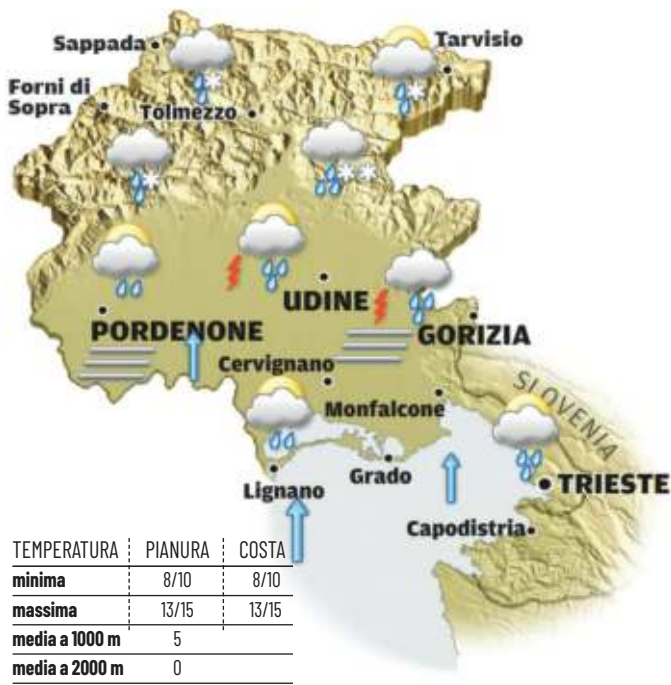 Sappada
Tarvisio
Forni di
Sopra
Tolmezzo
UDINE
PORDENONE
GORIZIA
Cervignano
SLOVENIA
Monfalcone
Grado
Lignano
TRIESTE
Capodistria
TEMPERATURA PIANURA COSTA
minima 8/10 8/10
massima 13/15 13/15
media a 1000 m 5
media a 2000 m 0